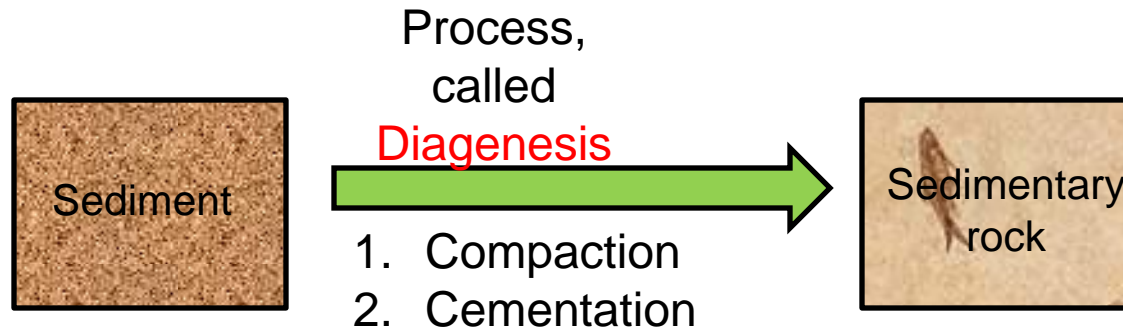 Process,
called
Diagenesis
Sediment
1. Compaction
2. Cementation
Sedimentary
rock